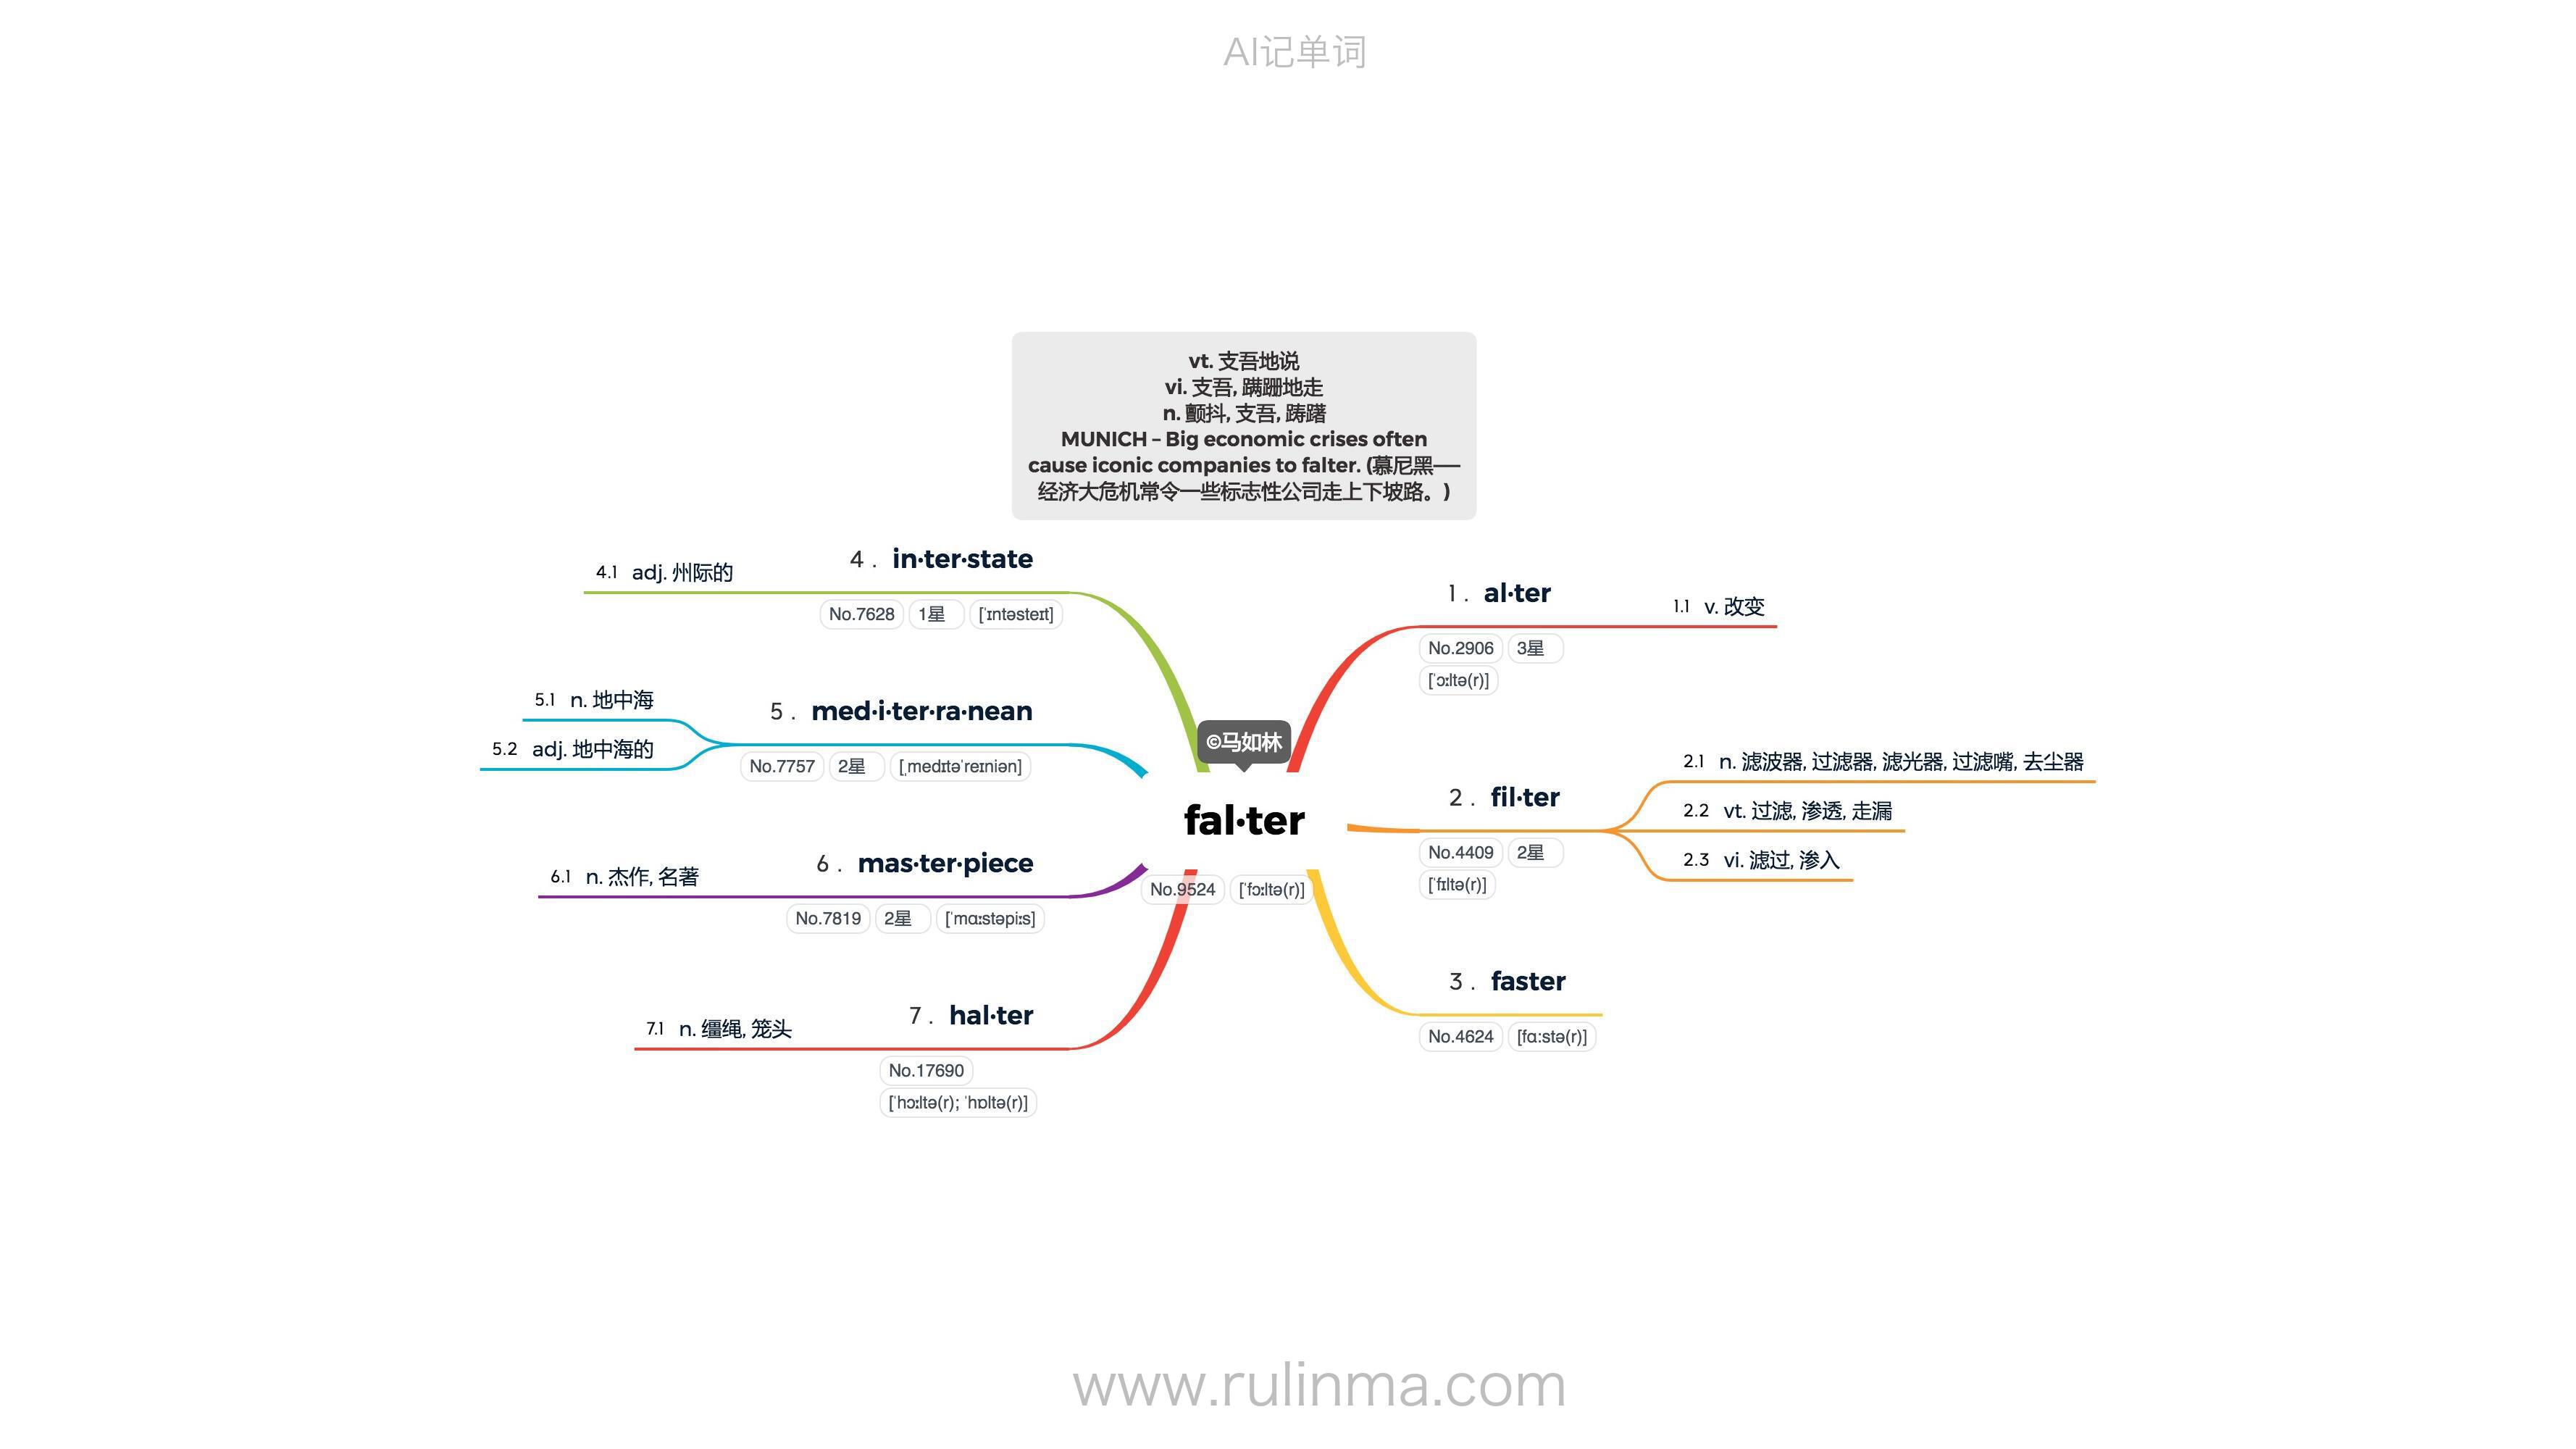 AI记单词
vt. 支吾地说
vi. 支吾, 蹒跚地走
n. 颤抖, 支吾, 踌躇
MUNICH – Big economic crises often
cause iconic companies to falter. (慕尼黑——
经济大危机常令一些标志性公司走上下坡路。)
©马如林
fal·ter
No.9524 [ˈfɔːltə(r)]
1. al·ter
No.2906 3星
[ˈɔːltə(r)]
1.1 v. 改变
2. fil·ter
No.4409 2星
[ˈfɪltə(r)]
2.1 n. 滤波器, 过滤器, 滤光器, 过滤嘴, 去尘器
2.2 vt. 过滤, 渗透, 走漏
2.3 vi. 滤过, 渗入
3. faster
No.4624 [fɑːstə(r)]
4. in·ter·state
No.7628 1星 [ˈɪntəsteɪt]
4.1 adj. 州际的
5. med·i·ter·ra·nean
No.7757 2星 [ˌmedɪtəˈreɪniən]
5.1 n. 地中海
5.2 adj. 地中海的
6. mas·ter·piece
No.7819 2星 [ˈmɑːstəpiːs]
6.1 n. 杰作, 名著
7. hal·ter
No.17690
[ˈhɔːltə(r); ˈhɒltə(r)]
7.1 n. 缰绳, 笼头
www.rulinma.com